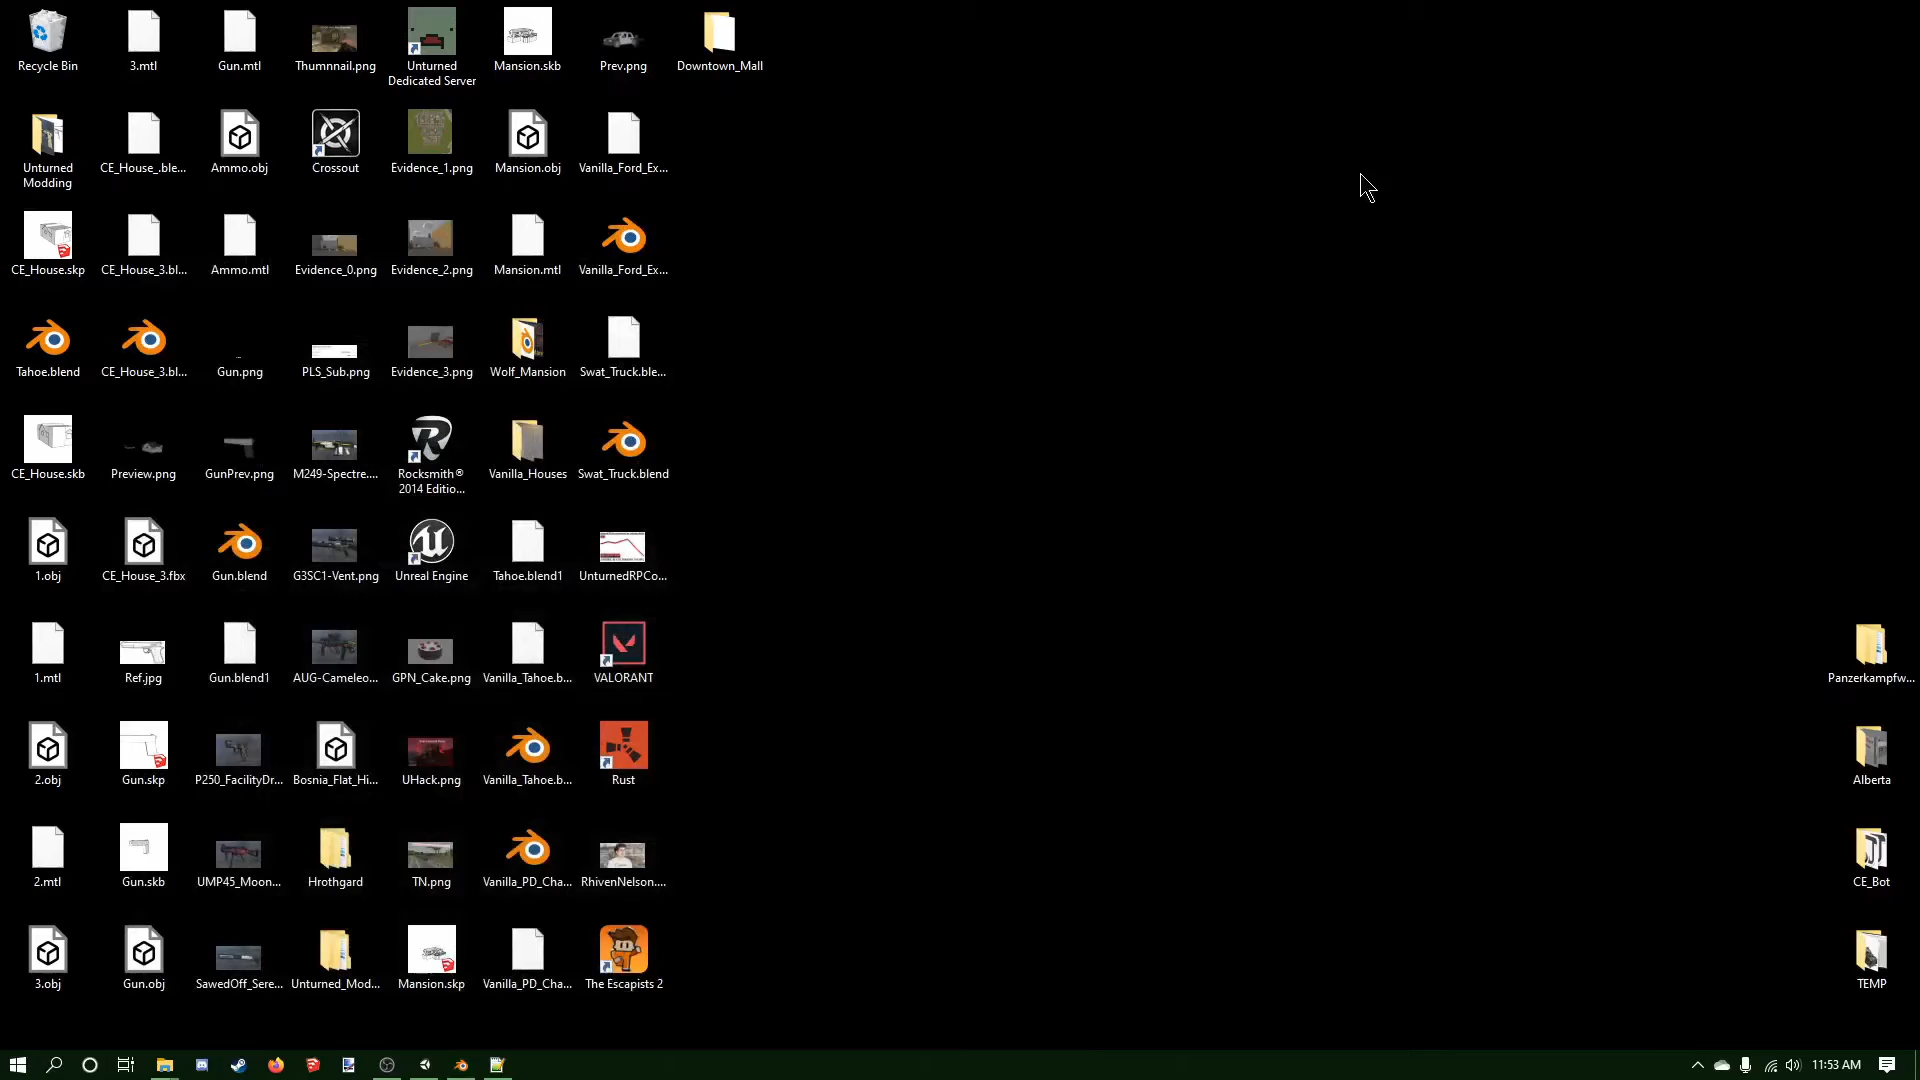 Recycle Bin
3.mtl
Gun.mtl
Thumnnail.png
Unturned
Dedicated Server
Mansion.skb
Prev.png
Downtown_Mall
Unturned
Modding
CE_House_.ble...
Ammo.obj
Crossout
Evidence_1.png
Mansion.obj
Vanilla_Ford_Ex...
CE_House.skp
CE_House_3.bl...
Ammo.mtl
Evidence_0.png
Evidence_2.png
Mansion.mtl
Vanilla_Ford_Ex...
Tahoe.blend
CE_House_3.bl...
Gun.png
PLS_Sub.png
Evidence_3.png
Wolf_Mansion
Swat_Truck.ble...
CE_House.skb
Preview.png
GunPrev.png
M249-Spectre....
Rocksmith®
2014 Editio...
Vanilla_Houses
Swat_Truck.blend
1.obj
CE_House_3.fbx
Gun.blend
G3SC1-Vent.png
Unreal Engine
Tahoe.blend1
UnturnedRPCo...
1.mtl
Ref.jpg
Gun.blend1
AUG-Cameleo...
GPN_Cake.png
Vanilla_Tahoe.b...
VALORANT
Panzerkampfw...
2.obj
Gun.skp
P250_FacilityDr...
Bosnia_Flat_Hi...
UHack.png
Vanilla_Tahoe.b...
Rust
Alberta
2.mtl
Gun.skb
UMP45_Moon...
Hrothgard
TN.png
Vanilla_PD_Cha...
RhivenNelson....
CE_Bot
3.obj
Gun.obj
SawedOff_Sere...
Unturned_Mod...
Mansion.skp
Vanilla_PD_Cha...
The Escapists 2
TEMP
11:53 AM